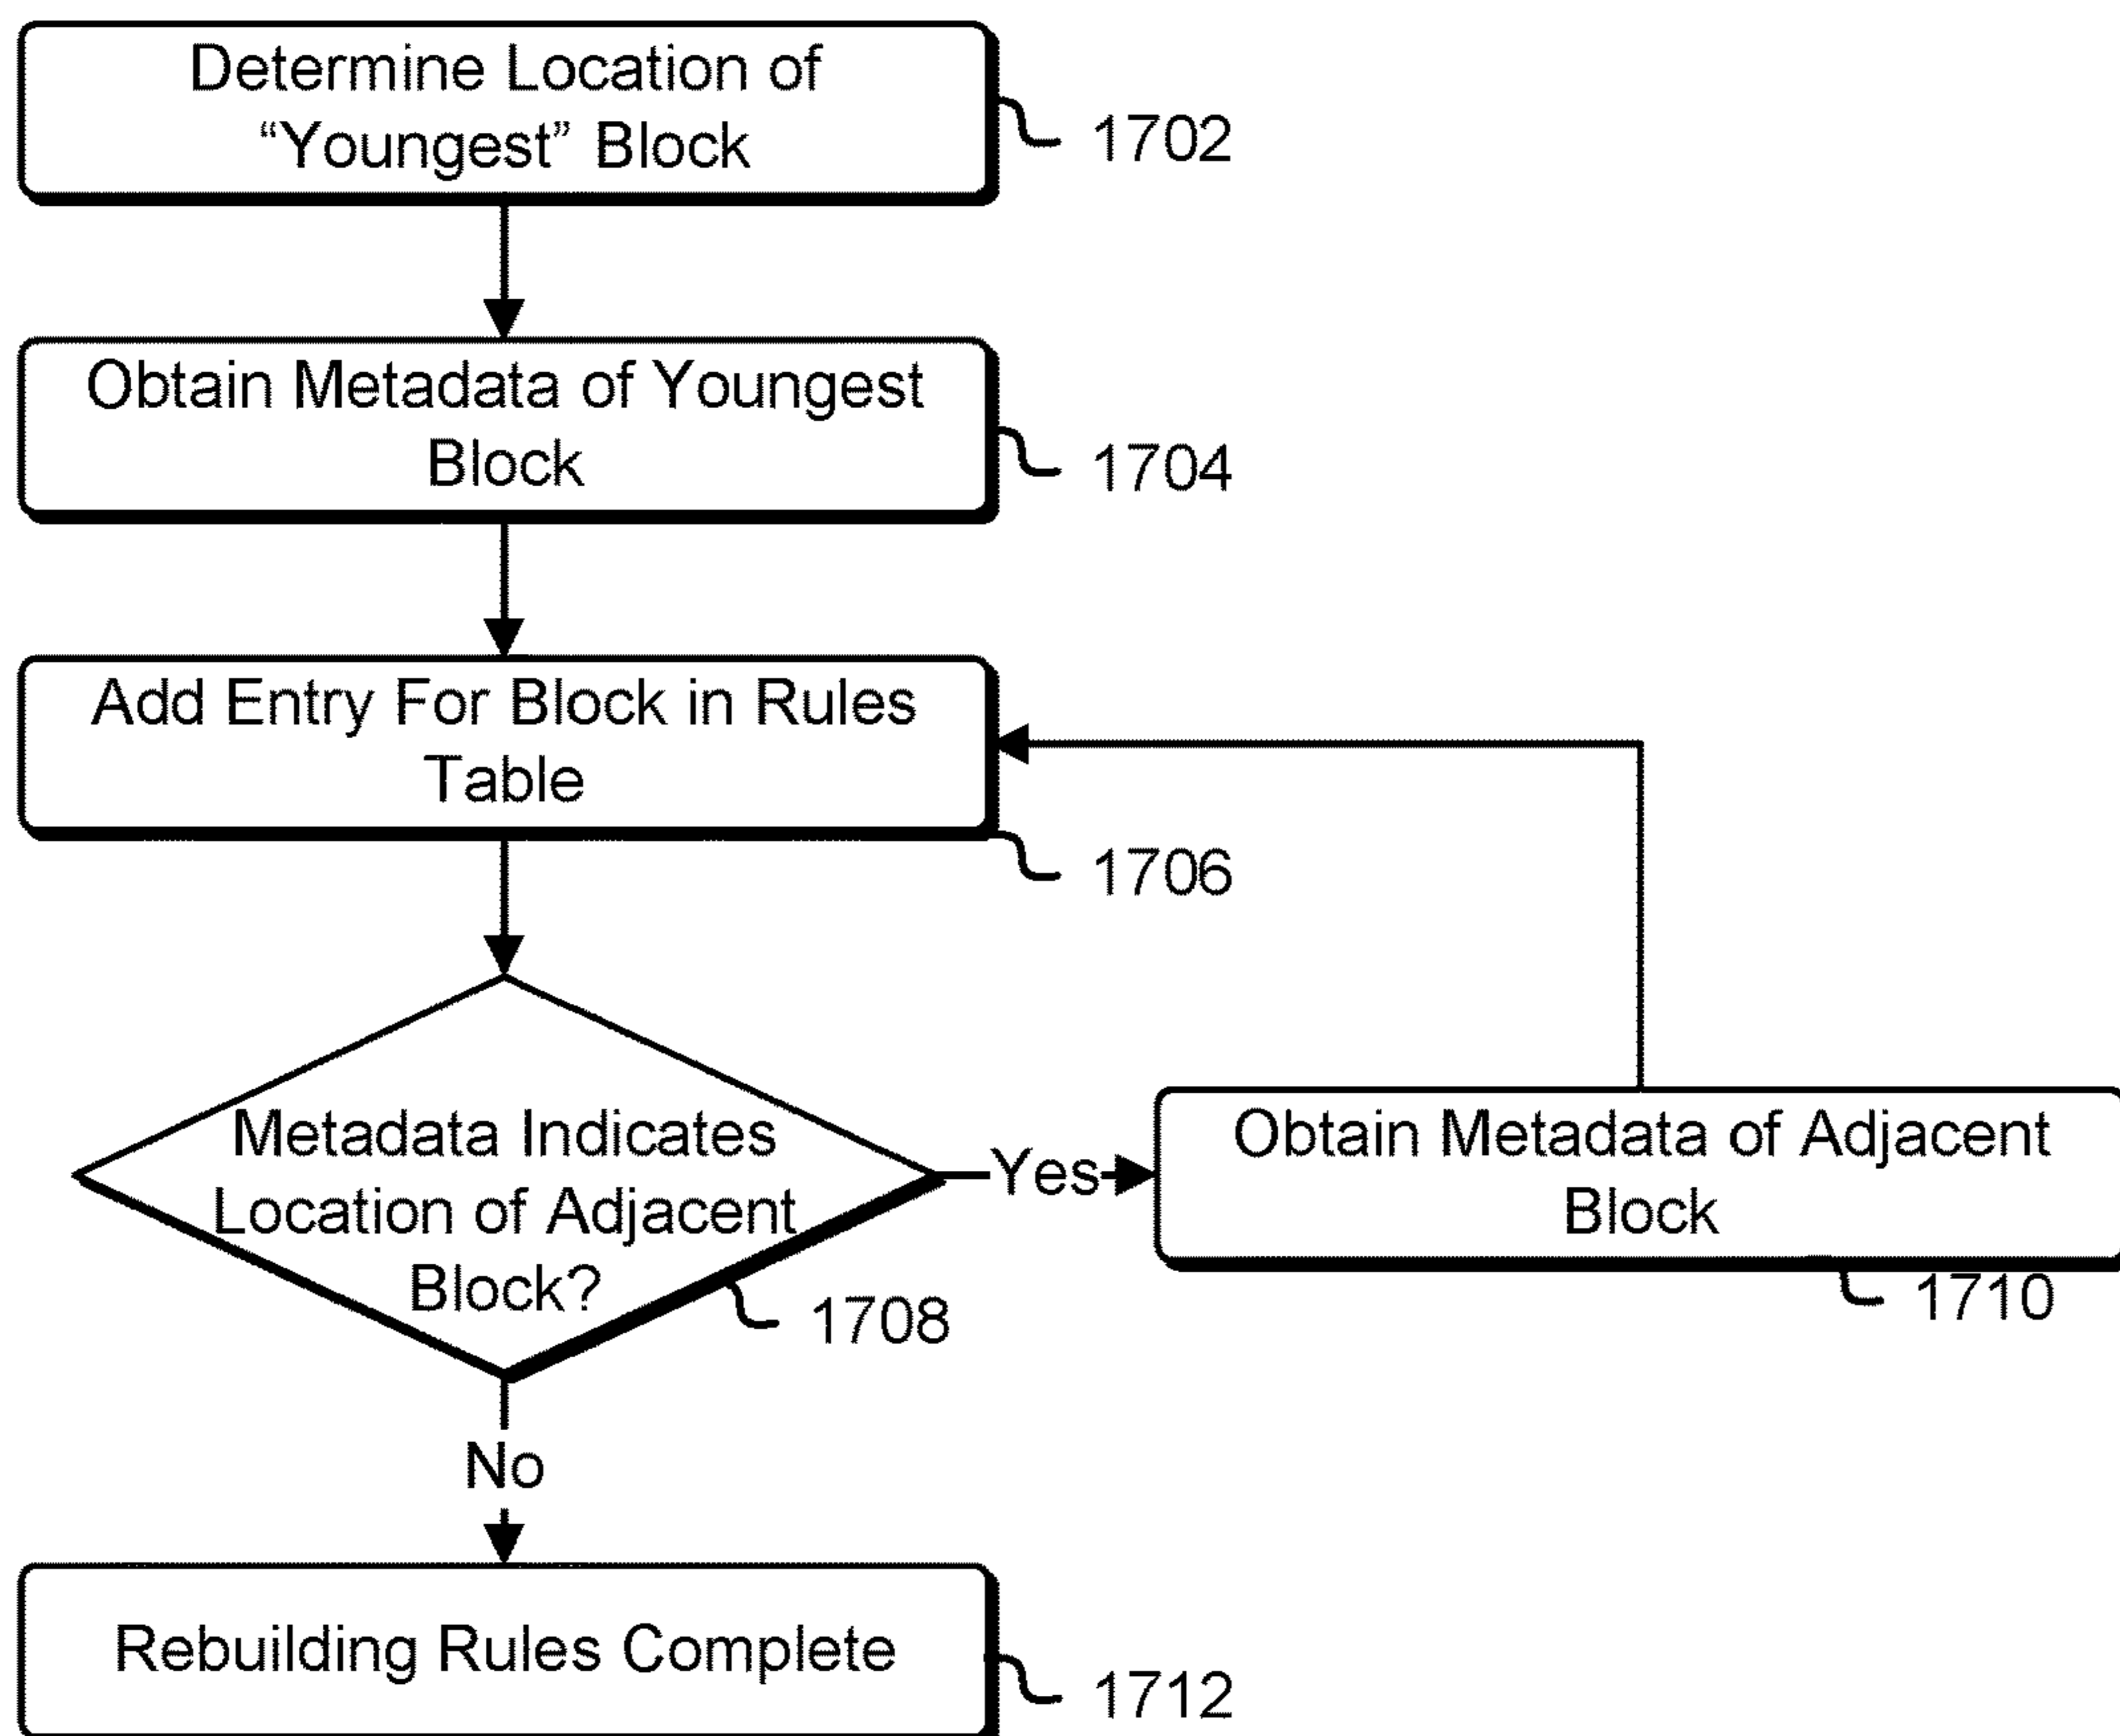 Determine Location of
“Youngest” Block
1702
Obtain Metadata of Youngest
Block
1704
Add Entry For Block in Rules
Table
1706
Metadata Indicates
Location of Adjacent
Block?
1708
Yes
Obtain Metadata of Adjacent
Block
1710
No
Rebuilding Rules Complete
1712